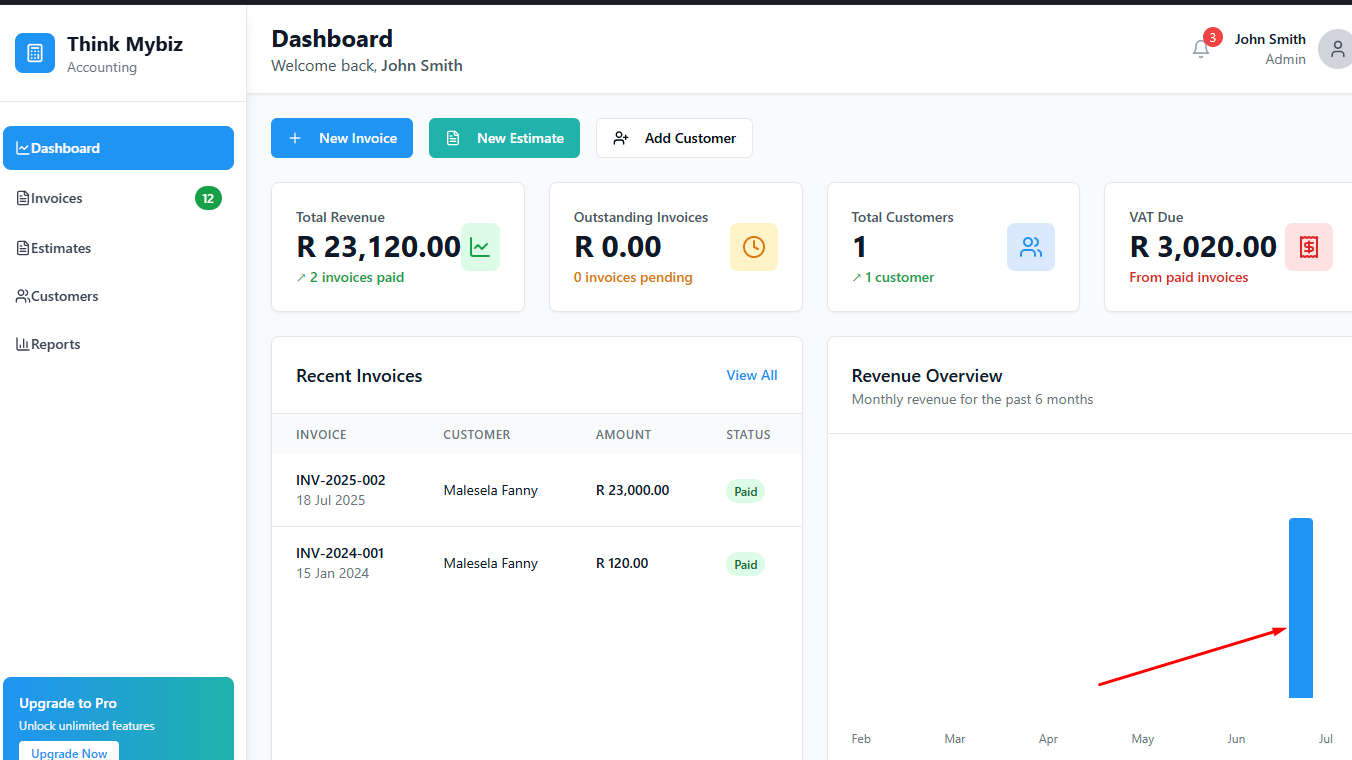 Think Mybiz
Accounting
Dashboard
Welcome back, John Smith
3
John Smith
Admin
Dashboard
Invoices
12
Estimates
Customers
Reports
New Invoice
New Estimate
Add Customer
Total Revenue
R 23,120.00
↗ 2 invoices paid
Outstanding Invoices
R 0.00
0 invoices pending
Total Customers
1
↗ 1 customer
VAT Due
R 3,020.00
From paid invoices
Recent Invoices
View All
INVOICE CUSTOMER AMOUNT STATUS
INV-2025-002
18 Jul 2025
Malesela Fanny
R 23,000.00
Paid
INV-2024-001
15 Jan 2024
Malesela Fanny
R 120.00
Paid
Revenue Overview
Monthly revenue for the past 6 months
Feb Mar Apr May Jun Jul
Upgrade to Pro
Unlock unlimited features
Upgrade Now